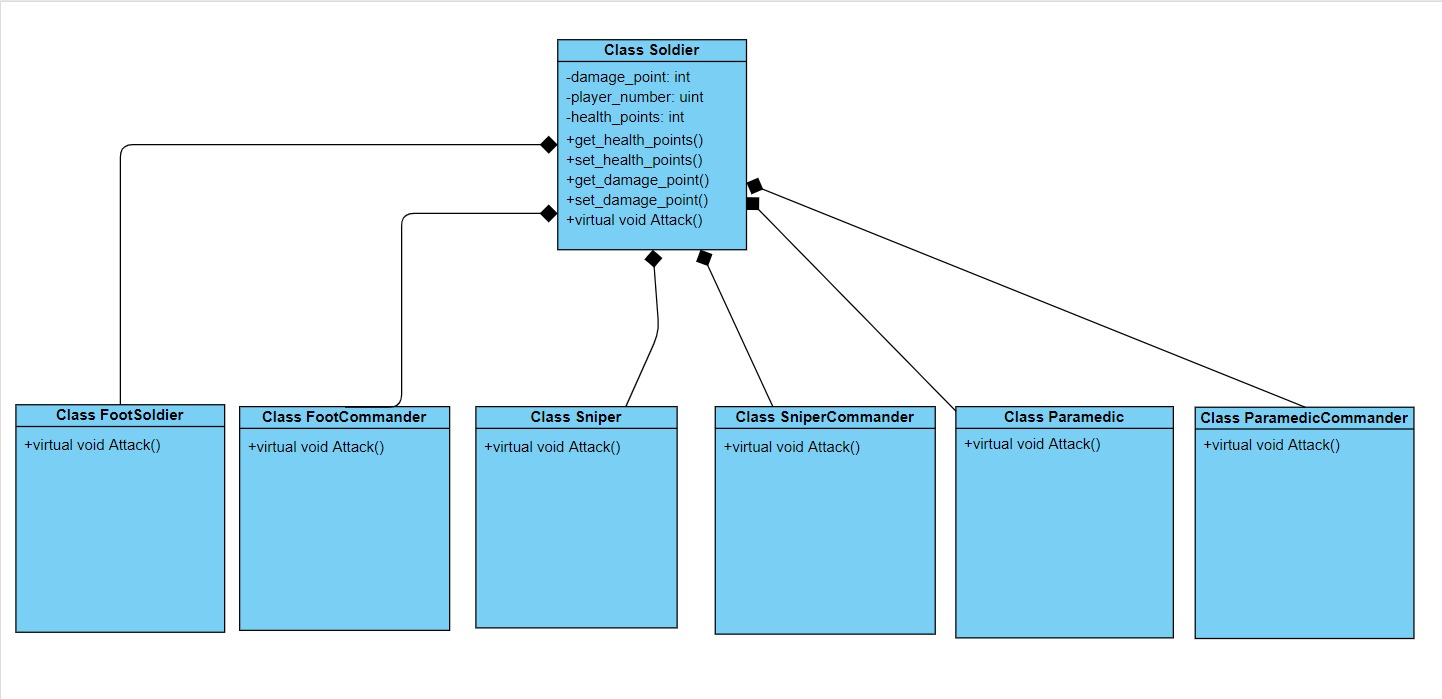 Class Soldier
-damage_point: int
-player_number: uint
-health_points: int
+get_health_points()
+set_health_points()
+get_damage_point()
+set_damage_point()
+virtual void Attack()
Class FootSoldier
+virtual void Attack()
Class FootCommander
+virtual void Attack()
Class Sniper
+virtual void Attack()
Class SniperCommander
+virtual void Attack()
Class Paramedic
+virtual void Attack()
Class ParamedicCommander
+virtual void Attack()